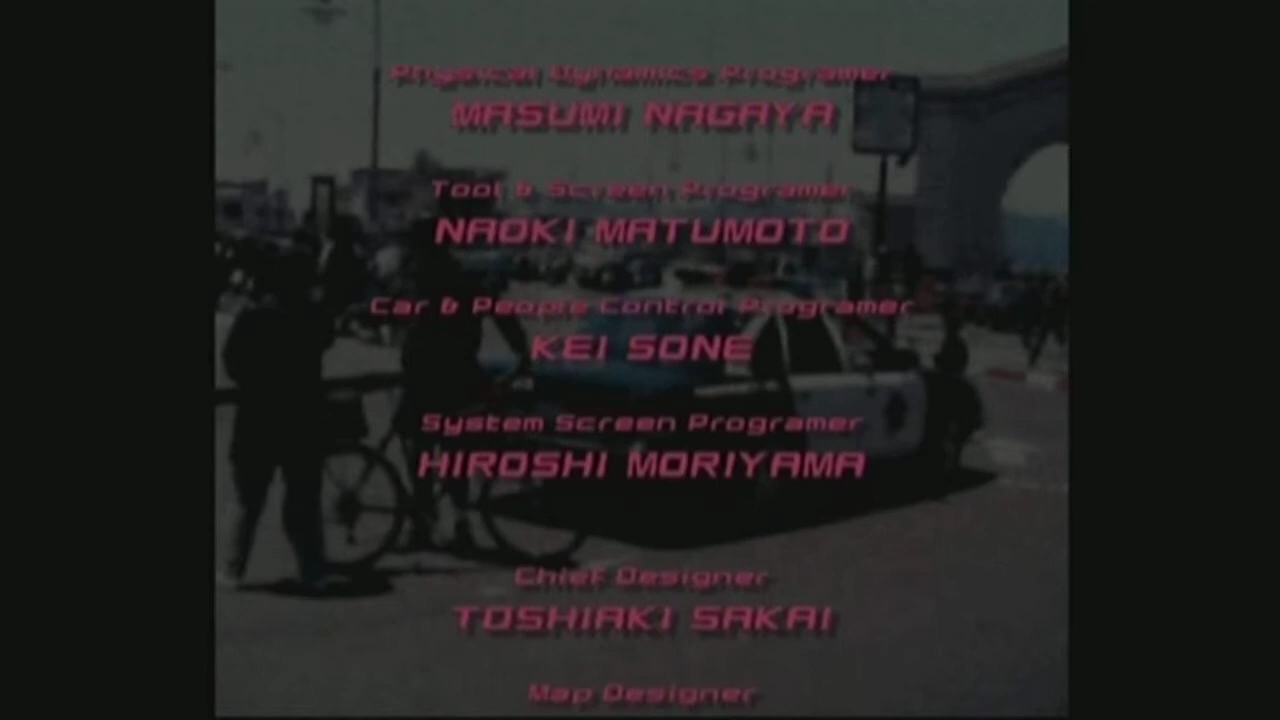 Physical Dynamics Programer
MASUMI NAGAYA
Tool & Screen Programer
NAOKI MATUMOTO
Car & People Control Programer
KEI SONE
System Screen Programer
HIROSHI MORIYAMA
Chief Designer
TOSHIAKI SAKAI
Map Designer